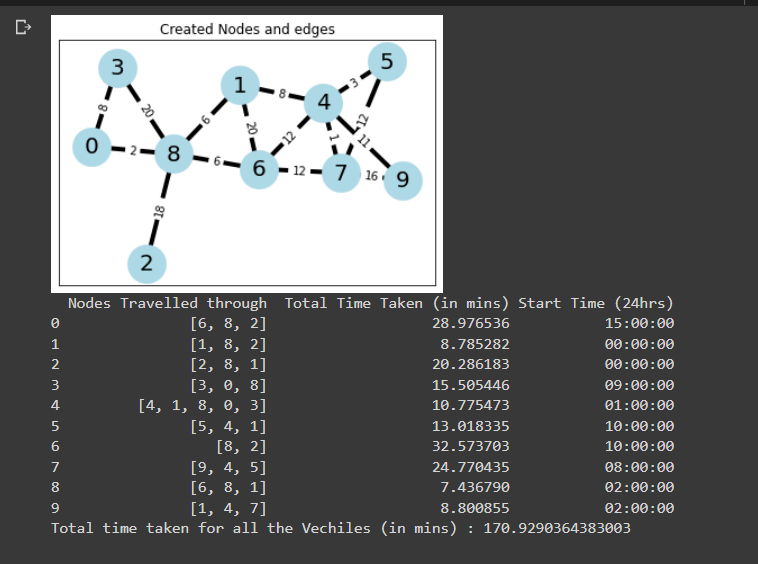 Created Nodes and edges
3
5
1
8
3
4
8
20
6
20
12
12
11
0
2
8
1
6
6
12
7
16
9
18
2
Nodes Travelled through Total Time Taken (in mins) Start Time (24hrs)
0 [6, 8, 2] 28.976536 15:00:00
1 [1, 8, 2] 8.785282 00:00:00
2 [2, 8, 1] 20.286183 00:00:00
3 [3, 0, 8] 15.505446 09:00:00
4 [4, 1, 8, 0, 3] 10.775473 01:00:00
5 [5, 4, 1] 13.018335 10:00:00
6 [8, 2] 32.573703 10:00:00
7 [9, 4, 5] 24.770435 08:00:00
8 [6, 8, 1] 7.436790 02:00:00
9 [1, 4, 7] 8.800855 02:00:00
Total time taken for all the Vechiles (in mins) : 170.9290364383003